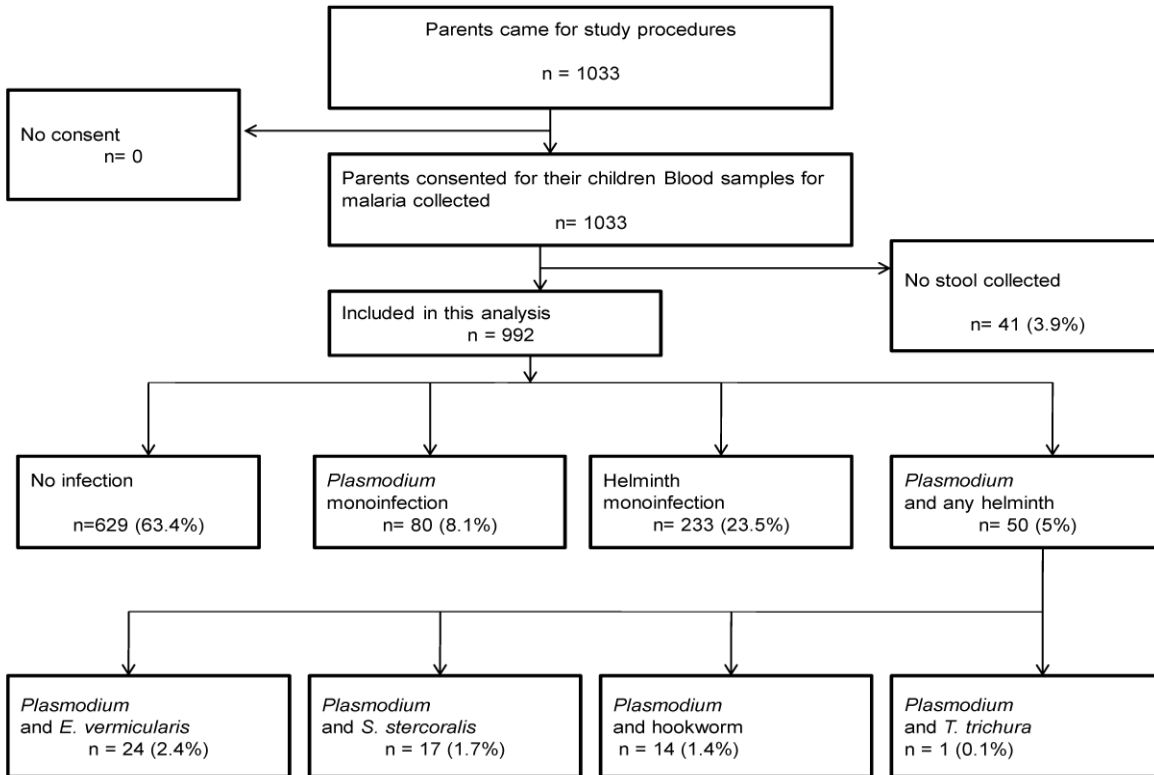 Parents came for study procedures
n = 1033
No consent
n= 0
Parents consented for their children Blood samples for
malaria collected
n= 1033
No stool collected
n= 41 (3.9%)
Included in this analysis
n = 992
No infection
n=629 (63.4%)
Plasmodium
monoinfection
n= 80 (8.1%)
Helminth
monoinfection
n= 233 (23.5%)
Plasmodium
and any helminth
n= 50 (5%)
Plasmodium
and E. vermicularis
n = 24 (2.4%)
Plasmodium
and S. stercoralis
n = 17 (1.7%)
Plasmodium
and hookworm
n = 14 (1.4%)
Plasmodium
and T. trichura
n = 1 (0.1%)